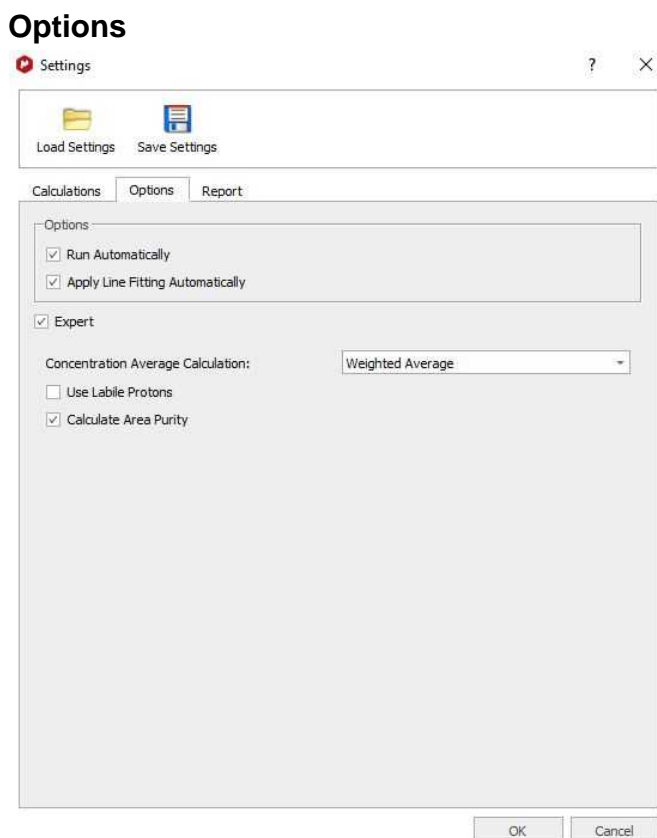 Options
Settings ?
Load Settings Save Settings
Calculations Options Report
Options
Run Automatically
Apply Line Fitting Automatically
Expert
Concentration Average Calculation: Weighted Average
Use Labile Protons
Calculate Area Purity
OK Cancel